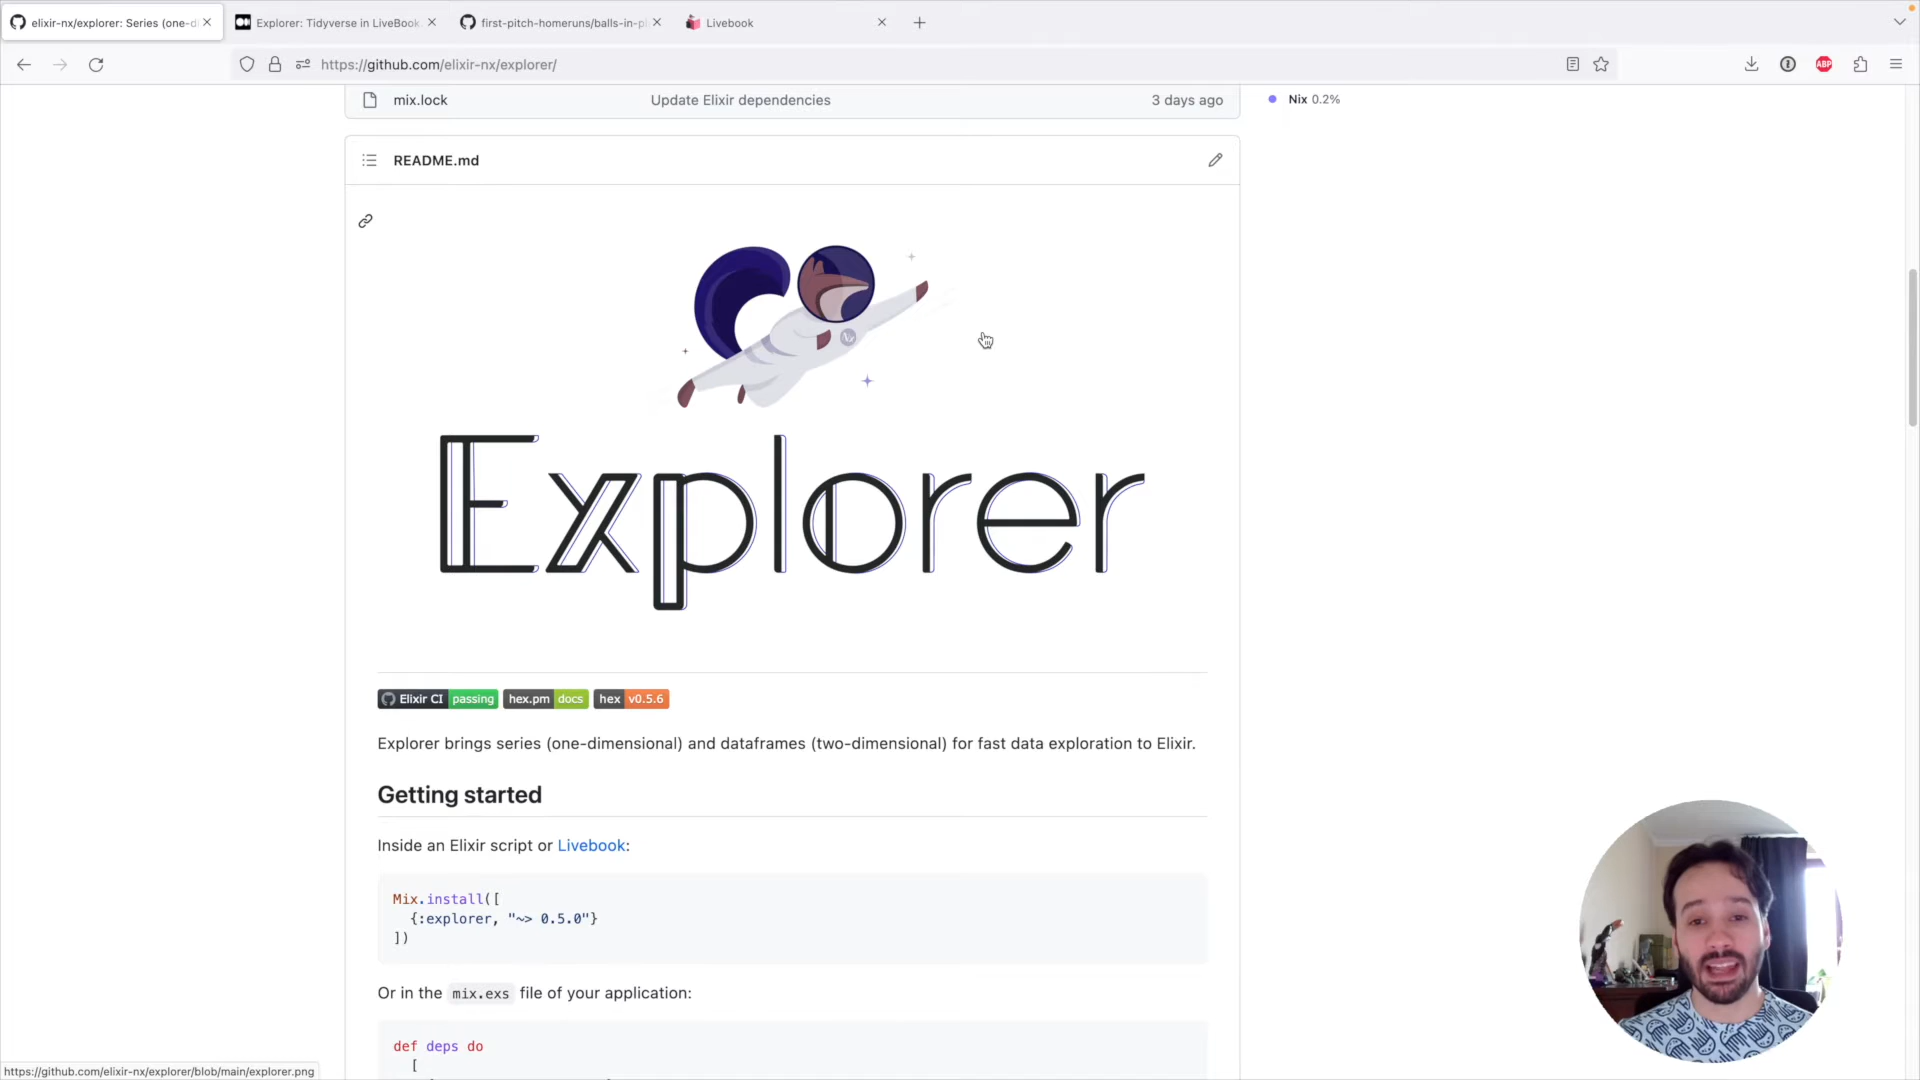 elixir-nx/explorer: Series (one-d
Explorer: Tidyverse in LiveBook
first-pitch-homeruns/balls-in-pl
Livebook
https://github.com/elixir-nx/explorer/
ABP
mix.lock
Update Elixir dependencies
3 days ago
Nix 0.2%
README.md
Explorer
Elixir CI passing
hex.pm docs
hex v0.5.6
Explorer brings series (one-dimensional) and dataframes (two-dimensional) for fast data exploration to Elixir.
Getting started
Inside an Elixir script or Livebook:
Mix.install([
{:explorer, "~> 0.5.0"}
])
Or in the mix.exs file of your application:
def deps do
[
https://github.com/elixir-nx/explorer/blob/main/explorer.png